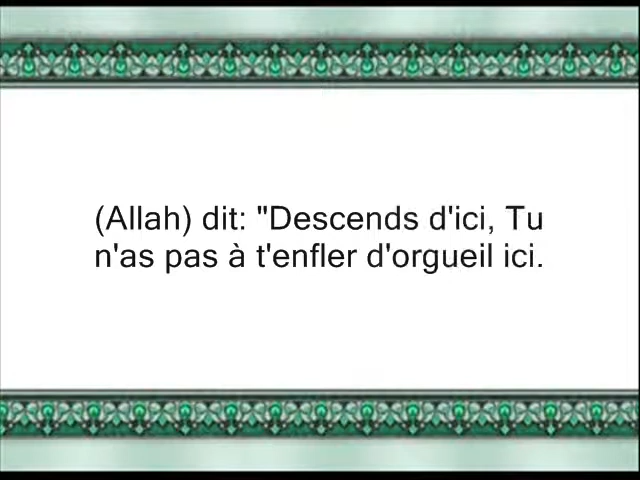 (Allah) dit: "Descends d'ici, Tu
n'as pas à t'enfler d'orgueil ici.